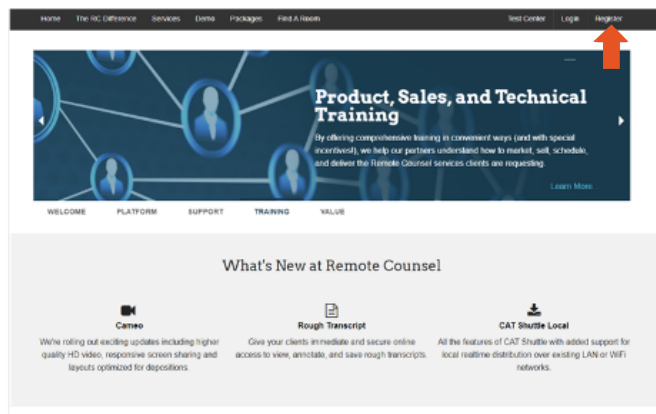 Home The RC Difference Services Demo Packages Find A Room Test Center Login Register
Product, Sales, and Technical
Training
By offering comprehensive training in convenient ways (and with special
incentives!), we help our partners understand how to market, sell, schedule,
and deliver the Remote Counsel services clients are requesting.
Learn More...
WELCOME PLATFORM SUPPORT TRAINING VALUE
What's New at Remote Counsel
Cameo
We're rolling out exciting updates including higher
quality HD video, responsive screen sharing and
layouts optimized for depositions.
Rough Transcript
Give your clients immediate and secure online
access to view, annotate, and save rough transcripts.
CAT Shuttle Local
All the features of CAT Shuttle with added support for
local realtime distribution over existing LAN or WiFi
networks.